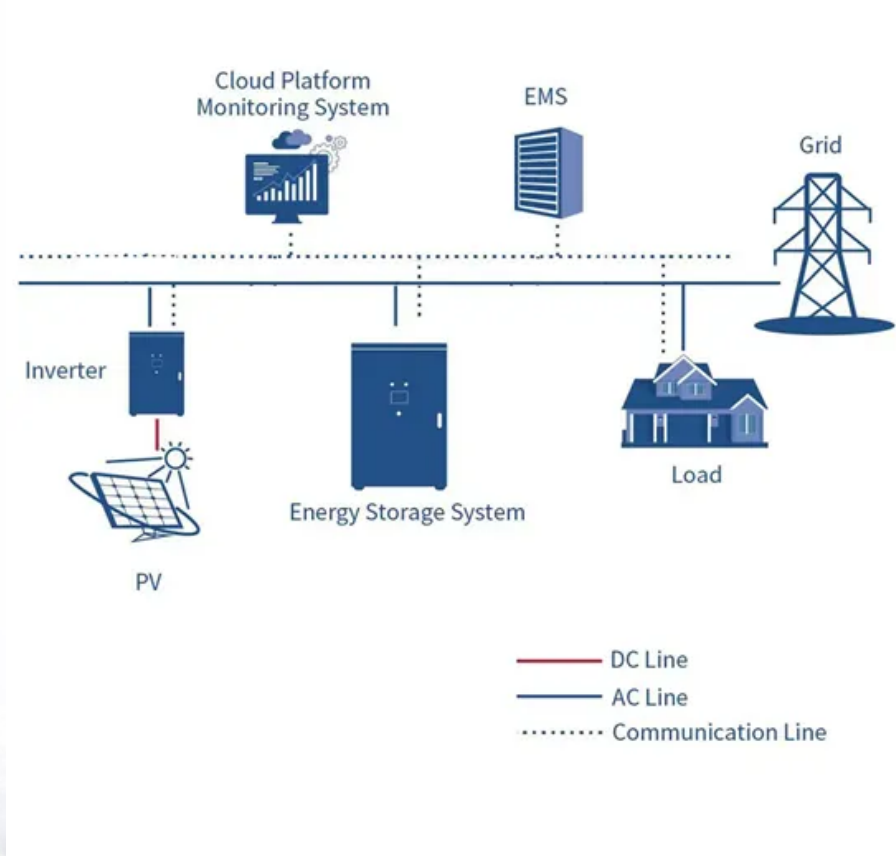 Cloud Platform
Monitoring System
EMS
Grid
Inverter
Load
Energy Storage System
PV
DC Line
AC Line
Communication Line